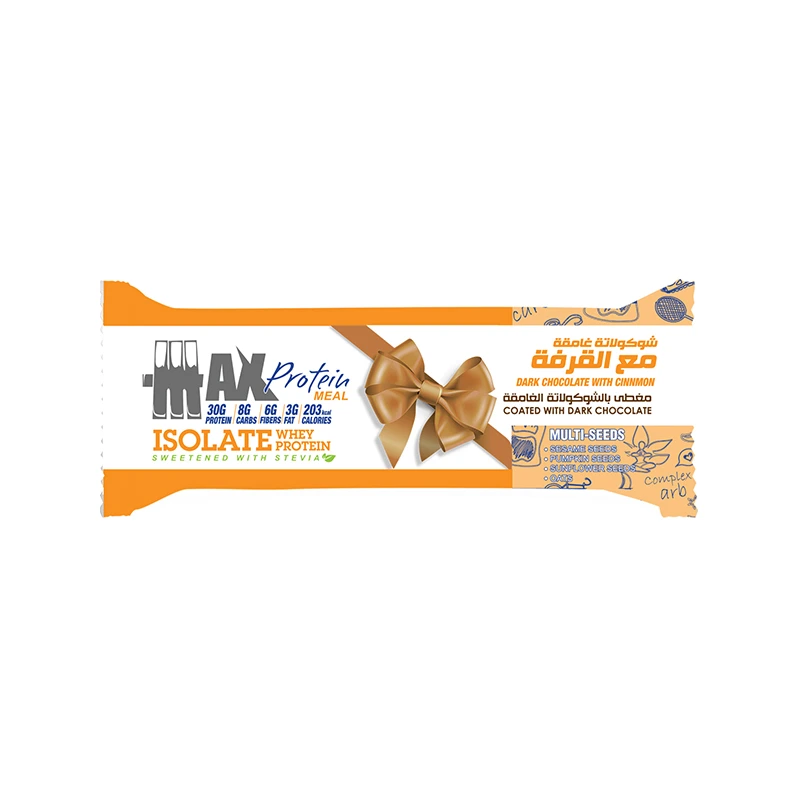 MAX Protein
MEAL
30G 8G 6G 3G 203kcal
PROTEIN CARBS FIBERS FAT CALORIES
ISOLATE WHEY PROTEIN
SWEETENED WITH STEVIA
شوكولاتة غامقة
مع القرفة
DARK CHOCOLATE WITH CINNMON
مغطى بالشوكولاتة الغامقة
COATED WITH DARK CHOCOLATE
MULTI-SEEDS
• SESAME SEEDS
• PUMPKIN SEEDS
• SUNFLOWER SEEDS
• OATS
complex
arb